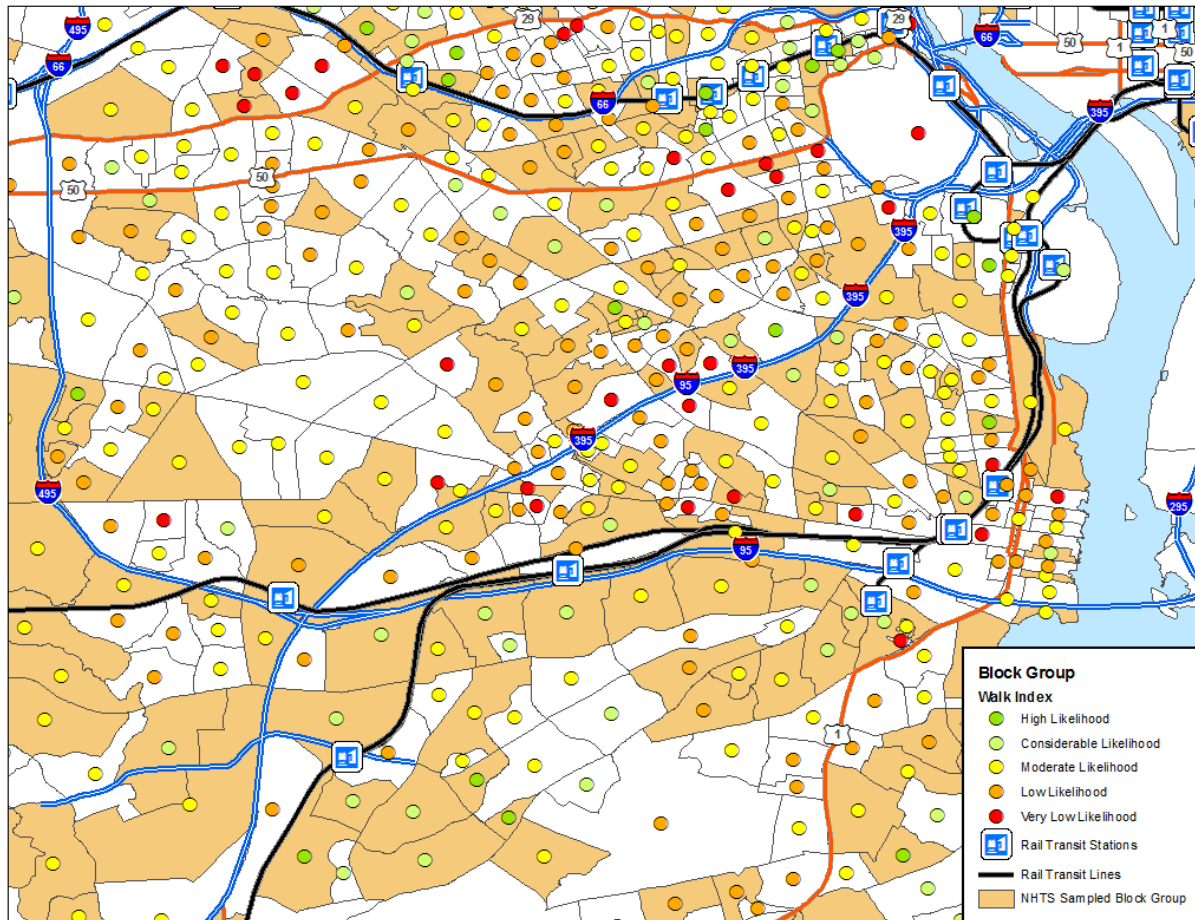 495
29
29
66
50
1
1
50
66
395
66
50
50
395
395
395
95
395
495
295
95
1
Block Group
Walk Index
High Likelihood
Considerable Likelihood
Moderate Likelihood
Low Likelihood
Very Low Likelihood
Rail Transit Stations
Rail Transit Lines
NHTS Sampled Block Group